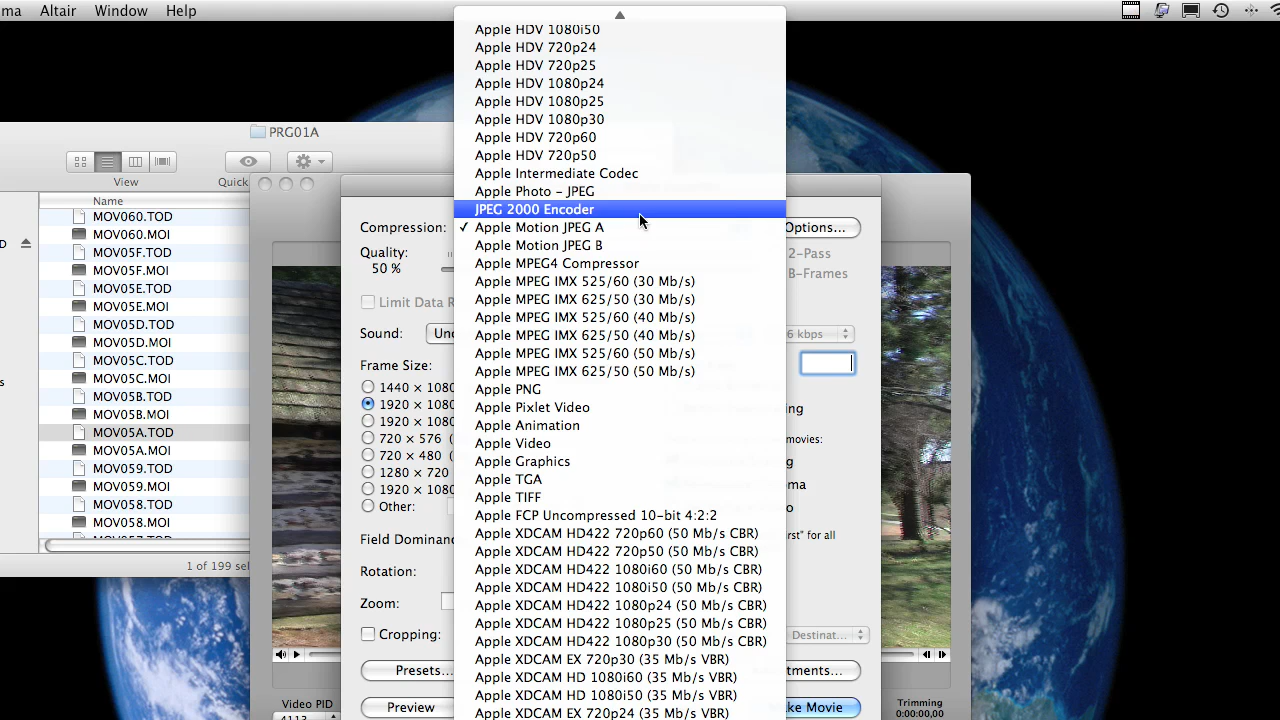 ma Altair Window Help
PRG01A
View
Quick
Name
MOV060.TOD
MOV060.MOI
MOV05F.TOD
MOV05F.MOI
MOV05E.TOD
MOV05E.MOI
MOV05D.TOD
MOV05D.MOI
MOV05C.TOD
MOV05C.MOI
MOV05B.TOD
MOV05B.MOI
MOV05A.TOD
MOV05A.MOI
MOV059.TOD
MOV059.MOI
MOV058.TOD
MOV058.MOI
1 of 199 sel
Compression:
Quality:
50 %
Limit Data R
Sound: Unc
Frame Size:
1440 × 1080
1920 × 1080
1920 × 1080
720 × 576 (
720 × 480 (
1280 × 720
1920 × 1080
Other:
Field Dominanc
Rotation:
Zoom:
Cropping:
Presets...
Preview
Video PID
4113
Apple HDV 1080i50
Apple HDV 720p24
Apple HDV 720p25
Apple HDV 1080p24
Apple HDV 1080p25
Apple HDV 1080p30
Apple HDV 720p60
Apple HDV 720p50
Apple Intermediate Codec
Apple Photo - JPEG
JPEG 2000 Encoder
✓ Apple Motion JPEG A
Apple Motion JPEG B
Apple MPEG4 Compressor
Apple MPEG IMX 525/60 (30 Mb/s)
Apple MPEG IMX 625/50 (30 Mb/s)
Apple MPEG IMX 525/60 (40 Mb/s)
Apple MPEG IMX 625/50 (40 Mb/s)
Apple MPEG IMX 525/60 (50 Mb/s)
Apple MPEG IMX 625/50 (50 Mb/s)
Apple PNG
Apple Pixlet Video
Apple Animation
Apple Video
Apple Graphics
Apple TGA
Apple TIFF
Apple FCP Uncompressed 10-bit 4:2:2
Apple XDCAM HD422 720p60 (50 Mb/s CBR)
Apple XDCAM HD422 720p50 (50 Mb/s CBR)
Apple XDCAM HD422 1080i60 (50 Mb/s CBR)
Apple XDCAM HD422 1080i50 (50 Mb/s CBR)
Apple XDCAM HD422 1080p24 (50 Mb/s CBR)
Apple XDCAM HD422 1080p25 (50 Mb/s CBR)
Apple XDCAM HD422 1080p30 (50 Mb/s CBR)
Apple XDCAM EX 720p30 (35 Mb/s VBR)
Apple XDCAM HD 1080i60 (35 Mb/s VBR)
Apple XDCAM HD 1080i50 (35 Mb/s VBR)
Apple XDCAM EX 720p24 (35 Mb/s VBR)
Options...
2-Pass
B-Frames
6 kbps
ing
movies:
g
ma
o
irst" for all
Destinat...
tments...
ke Movie
Trimming
0:00:00,00